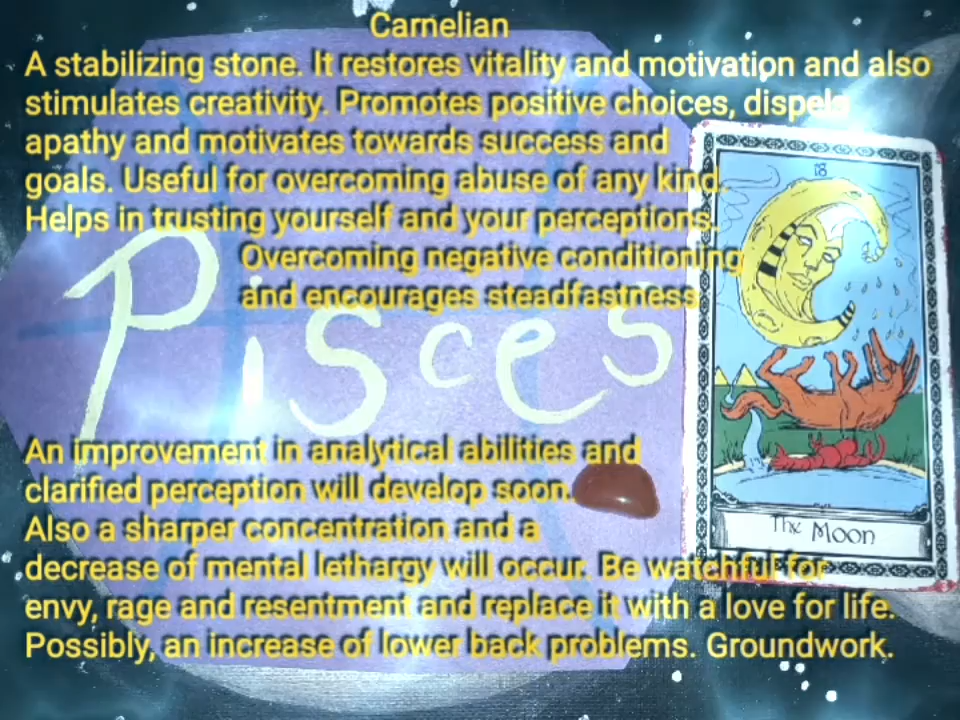 Carnelian
A stabilizing stone. It restores vitality and motivation and also
stimulates creativity. Promotes positive choices, dispels
apathy and motivates towards success and
goals. Useful for overcoming abuse of any kind.
Helps in trusting yourself and your perceptions.
Overcoming negative conditioning
and encourages steadfastness
Pisces
18
An improvement in analytical abilities and
clarified perception will develop soon.
Also a sharper concentration and a
decrease of mental lethargy will occur. Be watchful for
envy, rage and resentment and replace it with a love for life.
Possibly, an increase of lower back problems. Groundwork.
The Moon